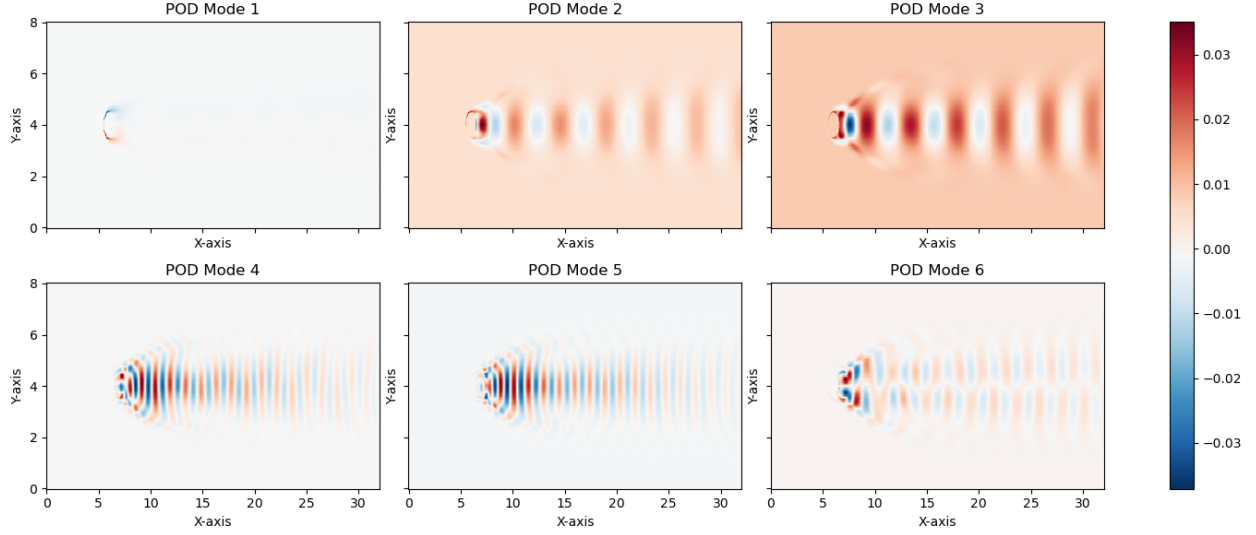 POD Mode 1
POD Mode 2
POD Mode 3
8
6
4
2
0
Y-axis
Y-axis
Y-axis
X-axis
X-axis
X-axis
POD Mode 4
POD Mode 5
POD Mode 6
8
6
4
2
0
Y-axis
Y-axis
Y-axis
0 5 10 15 20 25 30
0 5 10 15 20 25 30
0 5 10 15 20 25 30
X-axis
X-axis
X-axis
0.03
0.02
0.01
0.00
−0.01
−0.02
−0.03